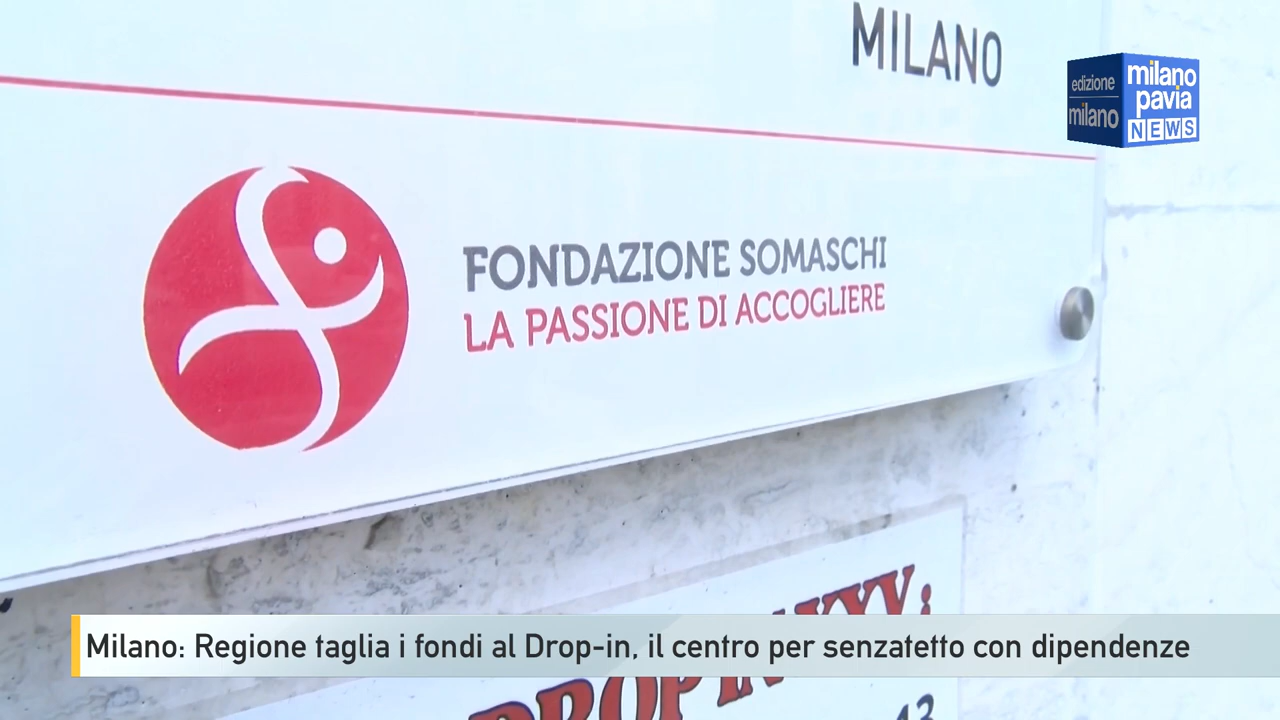 MILANO
edizione
milano
milano
pavia
NEWS
FONDAZIONE SOMASCHI
LA PASSIONE DI ACCOGLIERE
Milano: Regione taglia i fondi al Drop-in, il centro per senzatetto con dipendenze